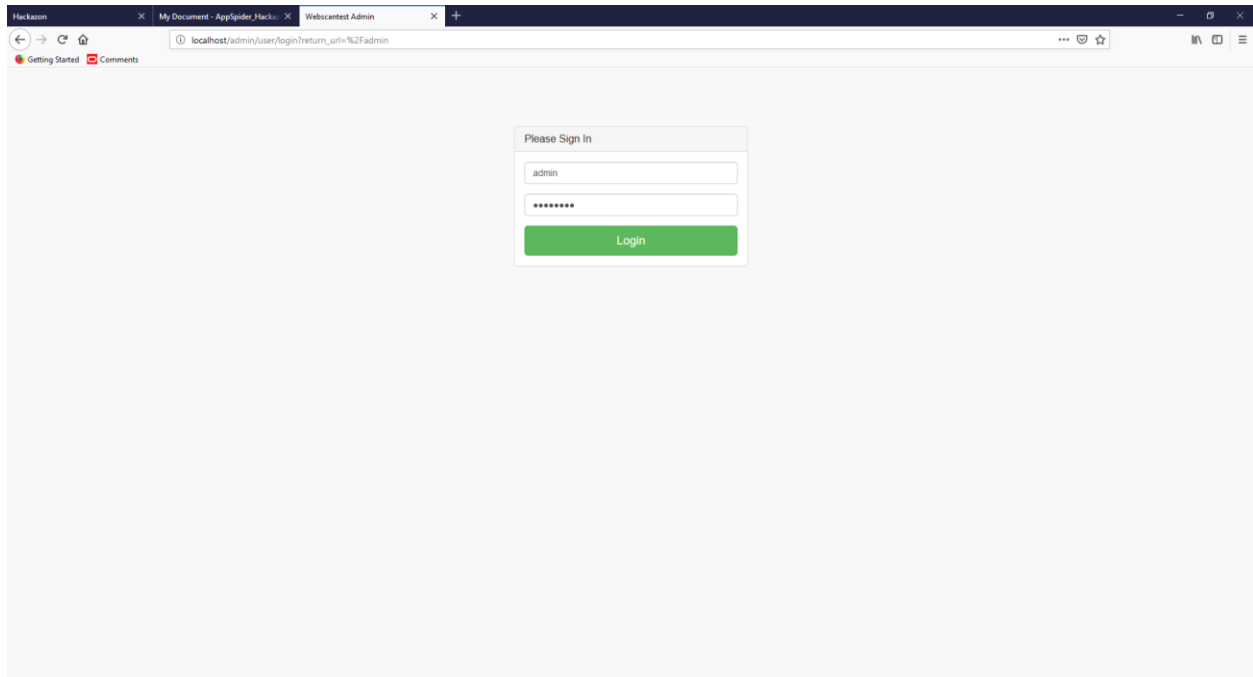 Hackazon My Document - AppSpider_Hackaz Webscantest Admin
localhost/admin/user/login?return_url=%2Fadmin
Getting Started Comments
Please Sign In
admin
••••••••
Login